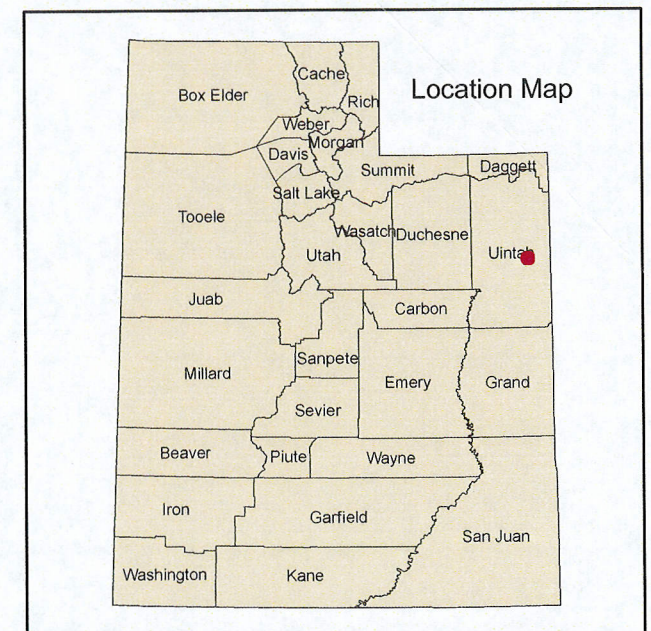 Location Map
Box Elder
Cache
Rich
Weber
Morgan
Davis
Summit
Daggett
Salt Lake
Tooele
Wasatch
Duchesne
Utah
Uintah
Juab
Carbon
Sanpete
Millard
Emery
Grand
Sevier
Beaver
Piute
Wayne
Iron
Garfield
San Juan
Washington
Kane